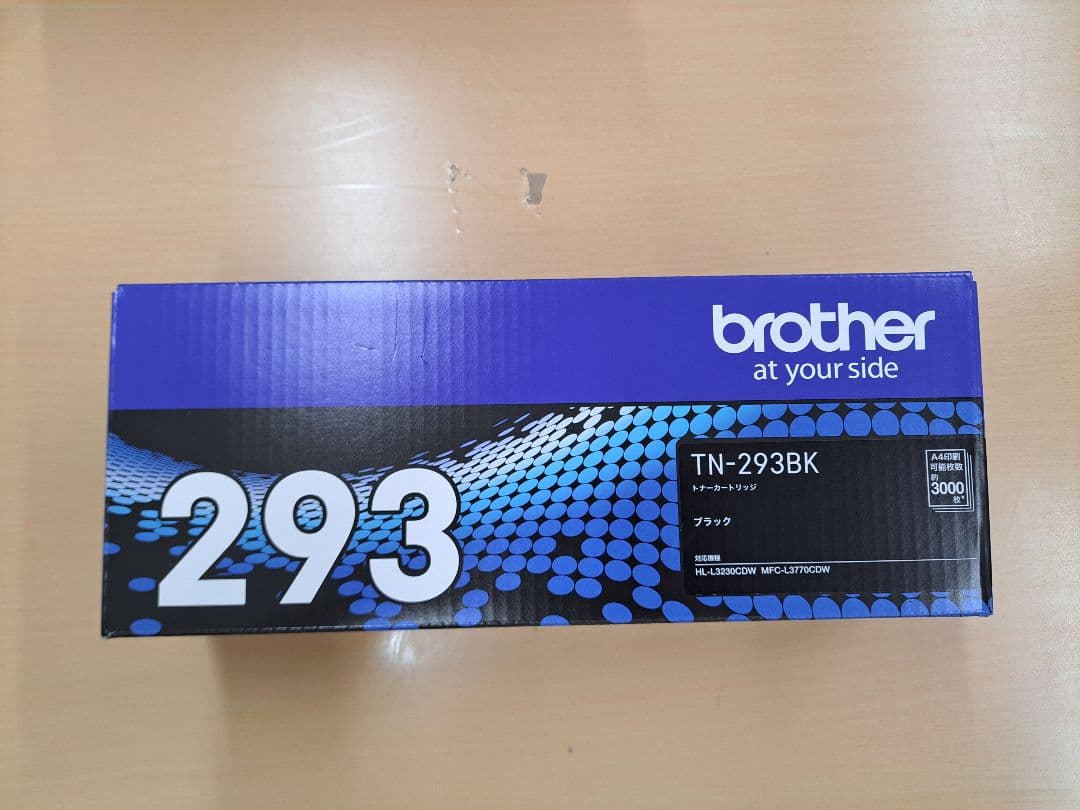 brother
at your side
293
TN-293BK
トナーカートリッジ
ブラック
A4印刷
可能枚数
約
3000
枚*
対応機種
HL-L3230CDW MFC-L3770CDW